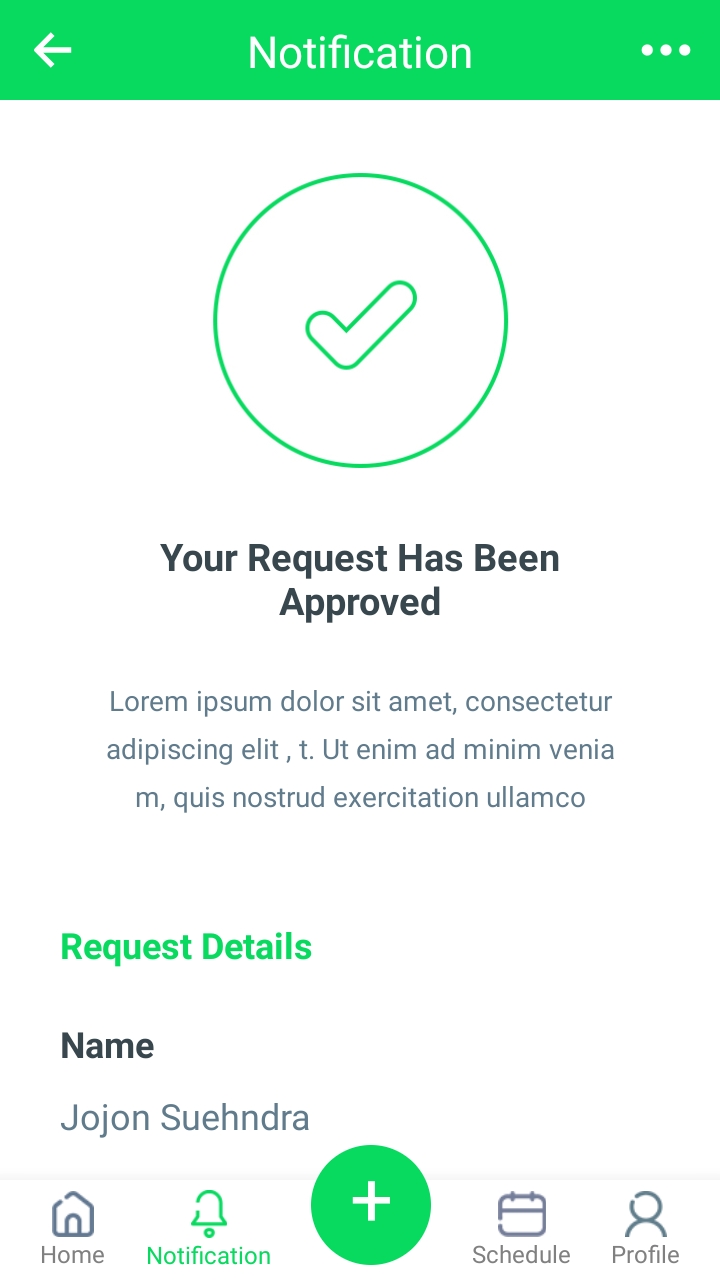 Notification
Your Request Has Been
Approved
Lorem ipsum dolor sit amet, consectetur
adipiscing elit , t. Ut enim ad minim venia
m, quis nostrud exercitation ullamco
Request Details
Name
Jojon Suehndra
Home
Notification
Schedule
Profile